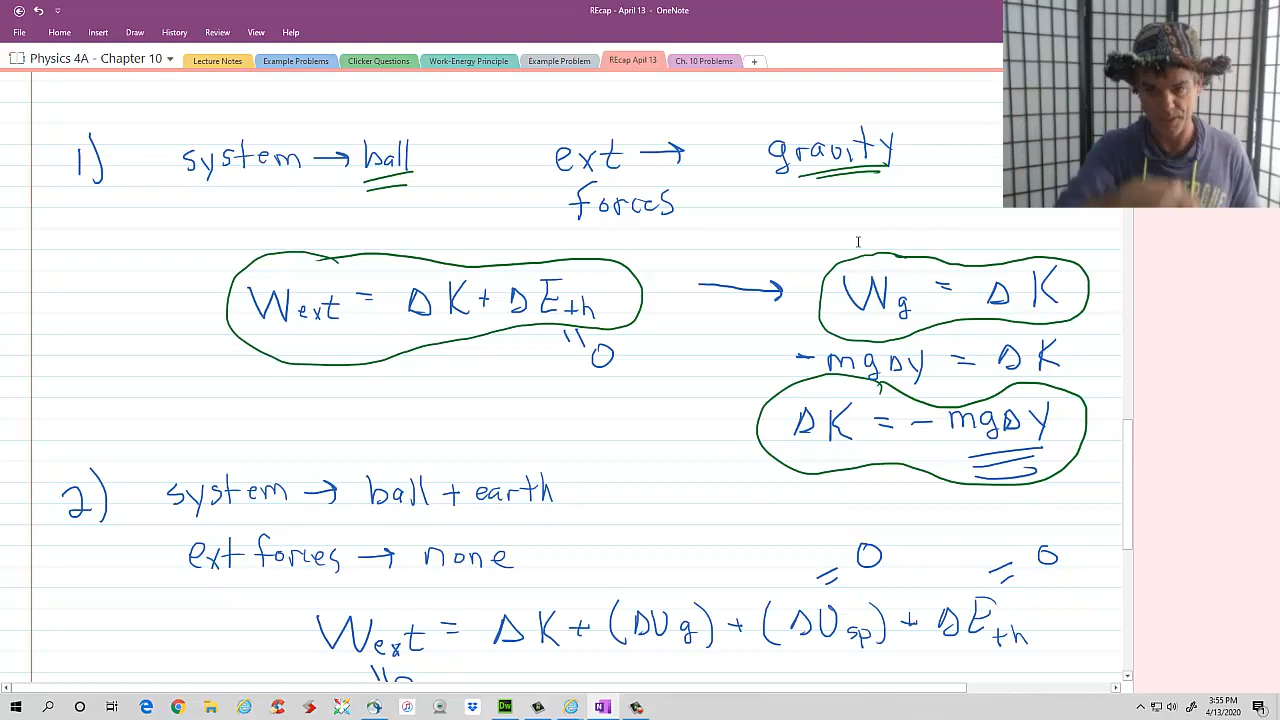 REcap - April 13 - OneNote
File Home Insert Draw History Review View Help
Physics 4A - Chapter 10 Lecture Notes Example Problems Clicker Questions Work-Energy Principle Example Problem REcap Apil 13 Ch. 10 Problems +
1) system → ball ext → gravity
forces
Wext = ΔK + ΔEth → Wg = ΔK
= 0
- mgΔy = ΔK
ΔK = - mgΔy
2) system → ball + earth
ext forces → none
= 0 = 0
Wext = ΔK + (ΔUg) + (ΔUsp) + ΔEth
Dw
3:55 PM
4/13/2020